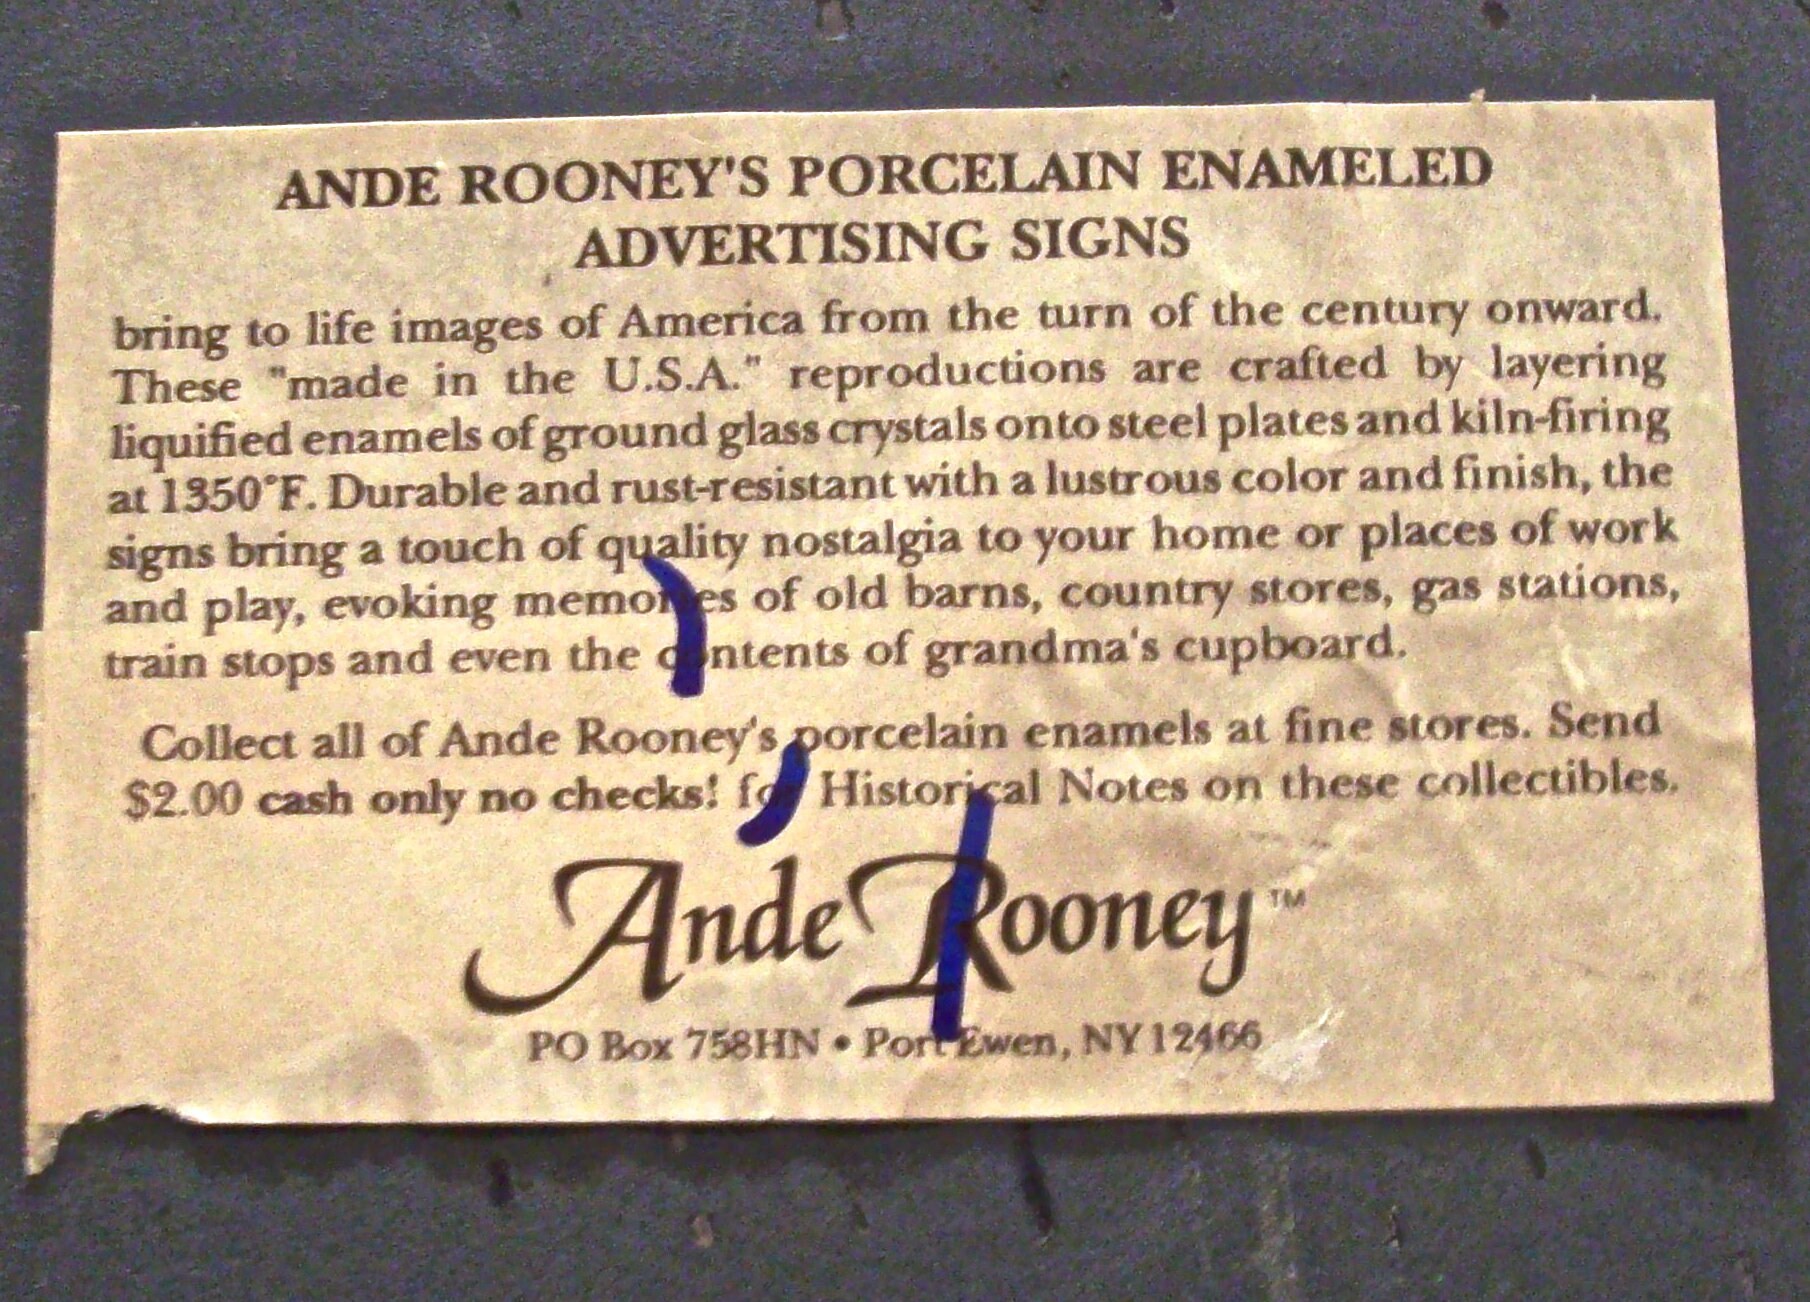 ANDE ROONEY'S PORCELAIN ENAMELED
ADVERTISING SIGNS
bring to life images of America from the turn of the century onward.
These "made in the U.S.A." reproductions are crafted by layering
liquified enamels of ground glass crystals onto steel plates and kiln-firing
at 1350°F. Durable and rust-resistant with a lustrous color and finish, the
signs bring a touch of quality nostalgia to your home or places of work
and play, evoking memories of old barns, country stores, gas stations,
train stops and even the contents of grandma's cupboard.
Collect all of Ande Rooney's porcelain enamels at fine stores. Send
$2.00 cash only no checks! for Historical Notes on these collectibles.
Ande Rooney™
PO Box 758HN • Port Ewen, NY 12466